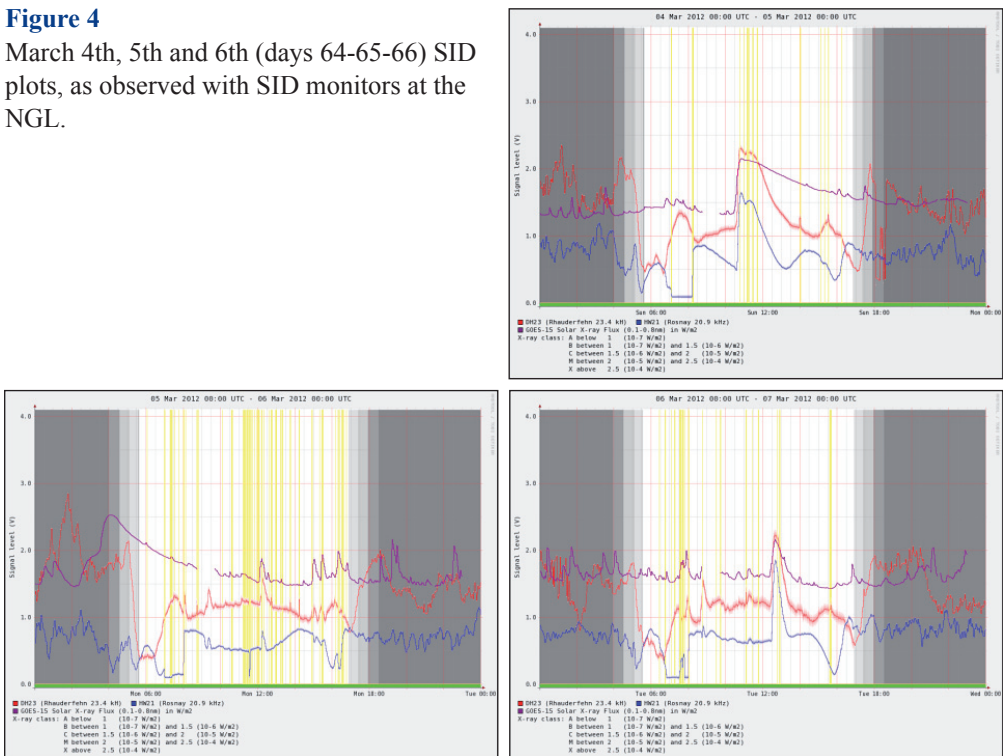 Figure 4
March 4th, 5th and 6th (days 64-65-66) SID
plots, as observed with SID monitors at the
NGL.
04 Mar 2012 00:00 UTC - 05 Mar 2012 00:00 UTC
4.0
3.0
2.0
1.0
0.0
Signal level (V)
Sun 06:00 Sun 12:00 Sun 18:00 Mon 00:00
DH23 (Rhauderfehn 23.4 kH) HW21 (Rosnay 20.9 kHz)
GOES-15 Solar X-ray Flux (0.1-0.8nm) in W/m2
X-ray class: A below 1 (10-7 W/m2)
B between 1 (10-7 W/m2) and 1.5 (10-6 W/m2)
C between 1.5 (10-6 W/m2) and 2 (10-5 W/m2)
M between 2 (10-5 W/m2) and 2.5 (10-4 W/m2)
X above 2.5 (10-4 W/m2)
05 Mar 2012 00:00 UTC - 06 Mar 2012 00:00 UTC
4.0
3.0
2.0
1.0
0.0
Signal level (V)
Mon 06:00 Mon 12:00 Mon 18:00 Tue 00:00
DH23 (Rhauderfehn 23.4 kH) HW21 (Rosnay 20.9 kHz)
GOES-15 Solar X-ray Flux (0.1-0.8nm) in W/m2
X-ray class: A below 1 (10-7 W/m2)
B between 1 (10-7 W/m2) and 1.5 (10-6 W/m2)
C between 1.5 (10-6 W/m2) and 2 (10-5 W/m2)
M between 2 (10-5 W/m2) and 2.5 (10-4 W/m2)
X above 2.5 (10-4 W/m2)
06 Mar 2012 00:00 UTC - 07 Mar 2012 00:00 UTC
4.0
3.0
2.0
1.0
0.0
Signal level (V)
Tue 06:00 Tue 12:00 Tue 18:00 Wed 00:00
DH23 (Rhauderfehn 23.4 kH) HW21 (Rosnay 20.9 kHz)
GOES-15 Solar X-ray Flux (0.1-0.8nm) in W/m2
X-ray class: A below 1 (10-7 W/m2)
B between 1 (10-7 W/m2) and 1.5 (10-6 W/m2)
C between 1.5 (10-6 W/m2) and 2 (10-5 W/m2)
M between 2 (10-5 W/m2) and 2.5 (10-4 W/m2)
X above 2.5 (10-4 W/m2)